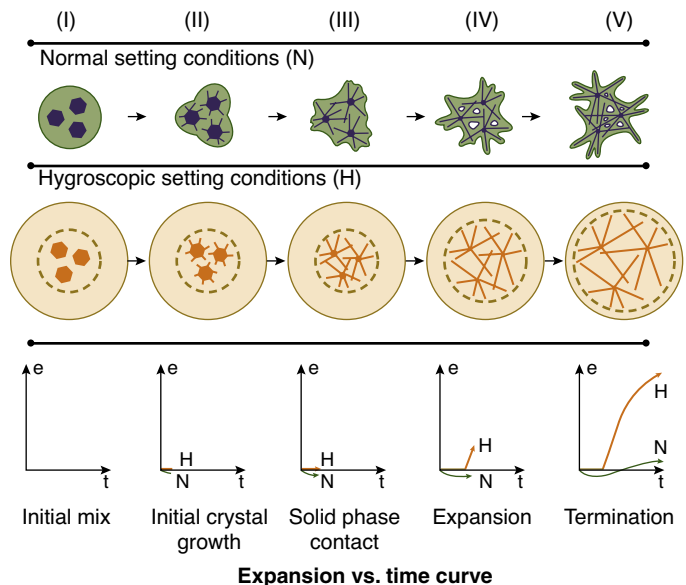 (I) (II) (III) (IV) (V)
Normal setting conditions (N)
Hygroscopic setting conditions (H)
e e e e e
H
H
H
H
N
N
N
N
t t t t t
Initial mix
Initial crystal
growth
Solid phase
contact
Expansion
Termination
Expansion vs. time curve